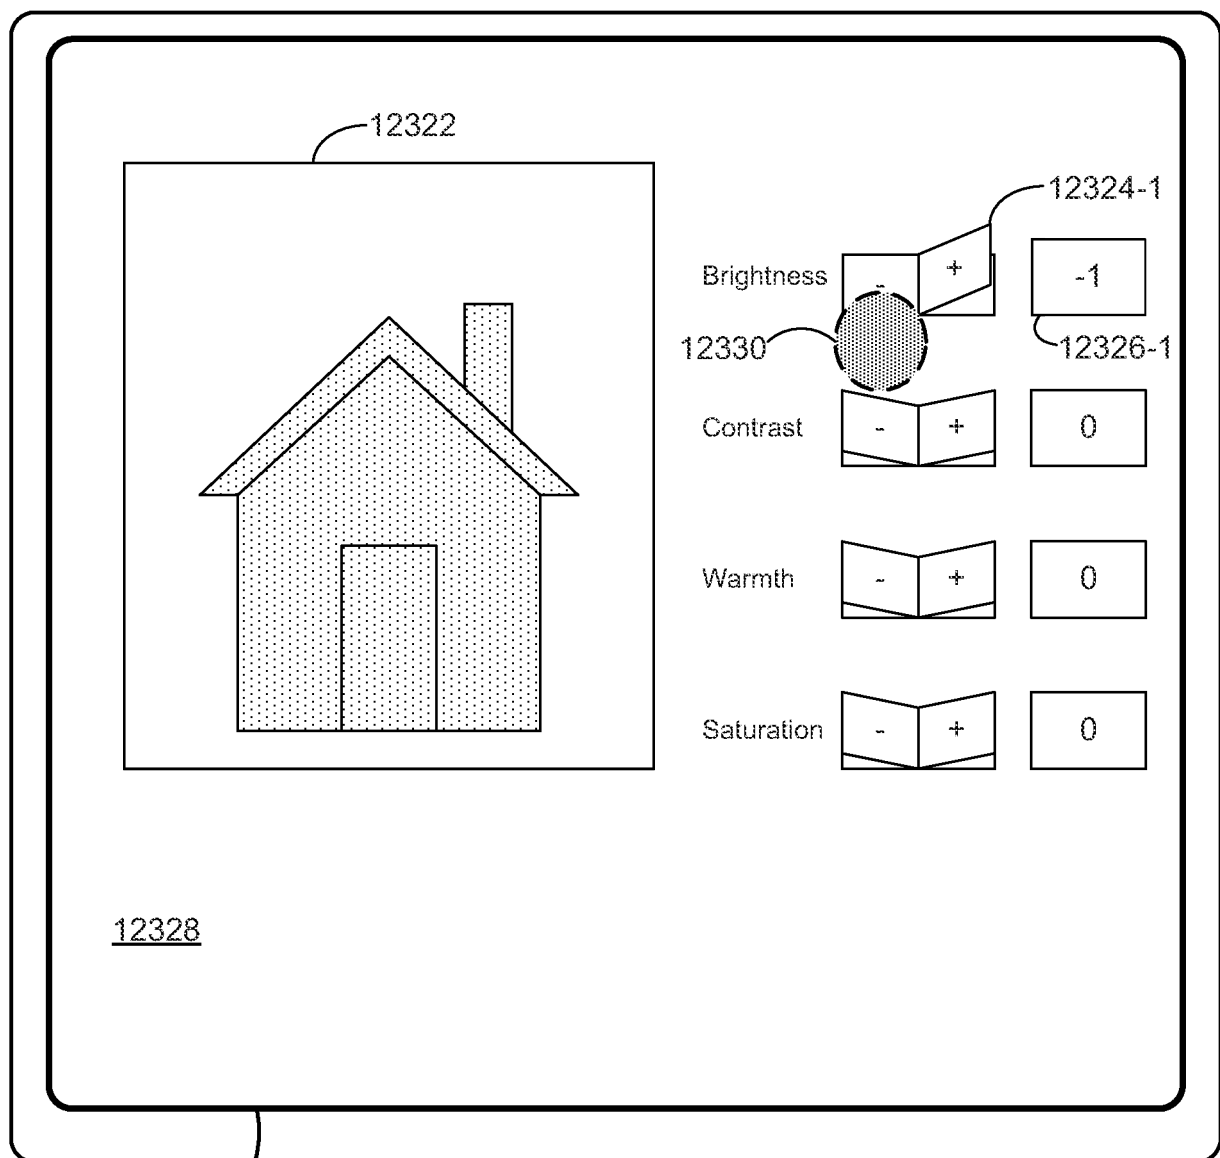 12322
12324-1
Brightness - + -1
12330
12326-1
Contrast - + 0
Warmth - + 0
Saturation - + 0
12328